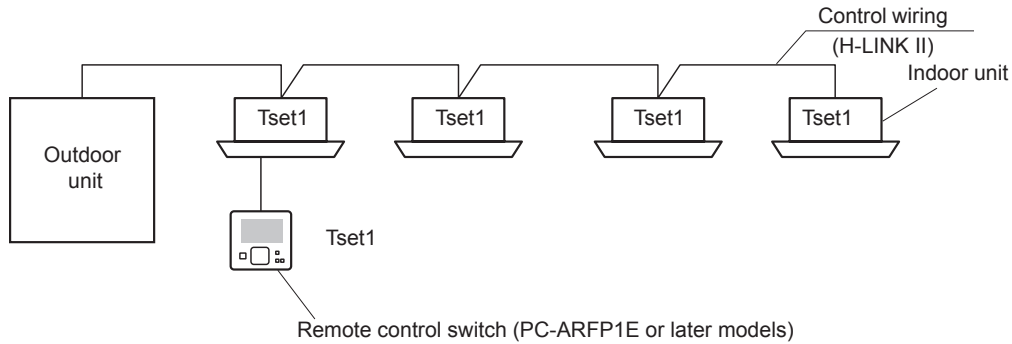 Control wiring
(H-LINK II)
Indoor unit
Tset1 Tset1 Tset1 Tset1
Outdoor
unit
Tset1
Remote control switch (PC-ARFP1E or later models)